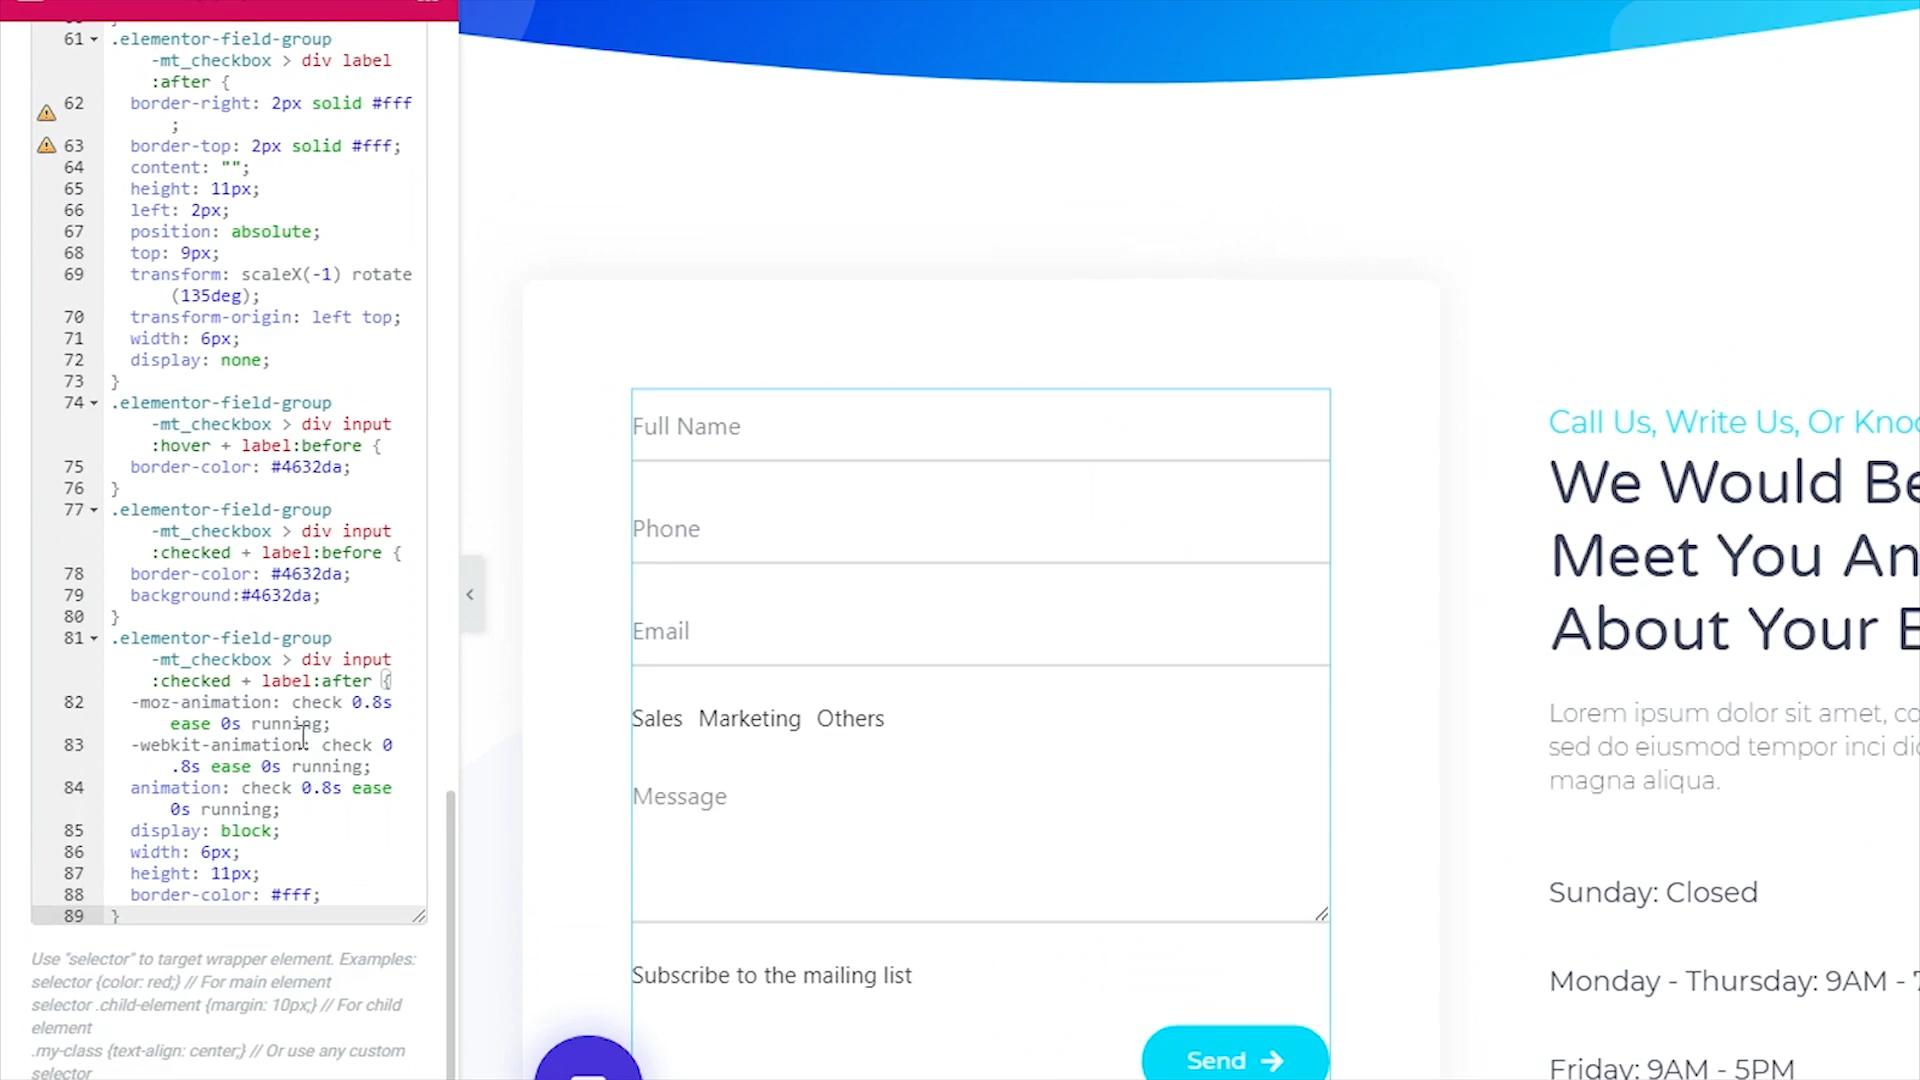 61 .elementor-field-group
-mt_checkbox > div label
:after {
62 border-right: 2px solid #fff
;
63 border-top: 2px solid #fff;
64 content: "";
65 height: 11px;
66 left: 2px;
67 position: absolute;
68 top: 9px;
69 transform: scaleX(-1) rotate
(135deg);
70 transform-origin: left top;
71 width: 6px;
72 display: none;
73 }
74 .elementor-field-group
-mt_checkbox > div input
:hover + label:before {
75 border-color: #4632da;
76 }
77 .elementor-field-group
-mt_checkbox > div input
:checked + label:before {
78 border-color: #4632da;
79 background:#4632da;
80 }
81 .elementor-field-group
-mt_checkbox > div input
:checked + label:after {
82 -moz-animation: check 0.8s
ease 0s running;
83 -webkit-animation: check 0
.8s ease 0s running;
84 animation: check 0.8s ease
0s running;
85 display: block;
86 width: 6px;
87 height: 11px;
88 border-color: #fff;
89 }
Use "selector" to target wrapper element. Examples:
selector {color: red;} // For main element
selector .child-element {margin: 10px;} // For child
element
.my-class {text-align: center;} // Or use any custom
selector
Full Name
Phone
Email
Sales Marketing Others
Message
Subscribe to the mailing list
Send
Call Us, Write Us, Or Knoc
We Would Be
Meet You An
About Your
Lorem ipsum dolor sit amet, co
sed do eiusmod tempor inci dic
magna aliqua.
Sunday: Closed
Monday - Thursday: 9AM - 7
Friday: 9AM - 5PM